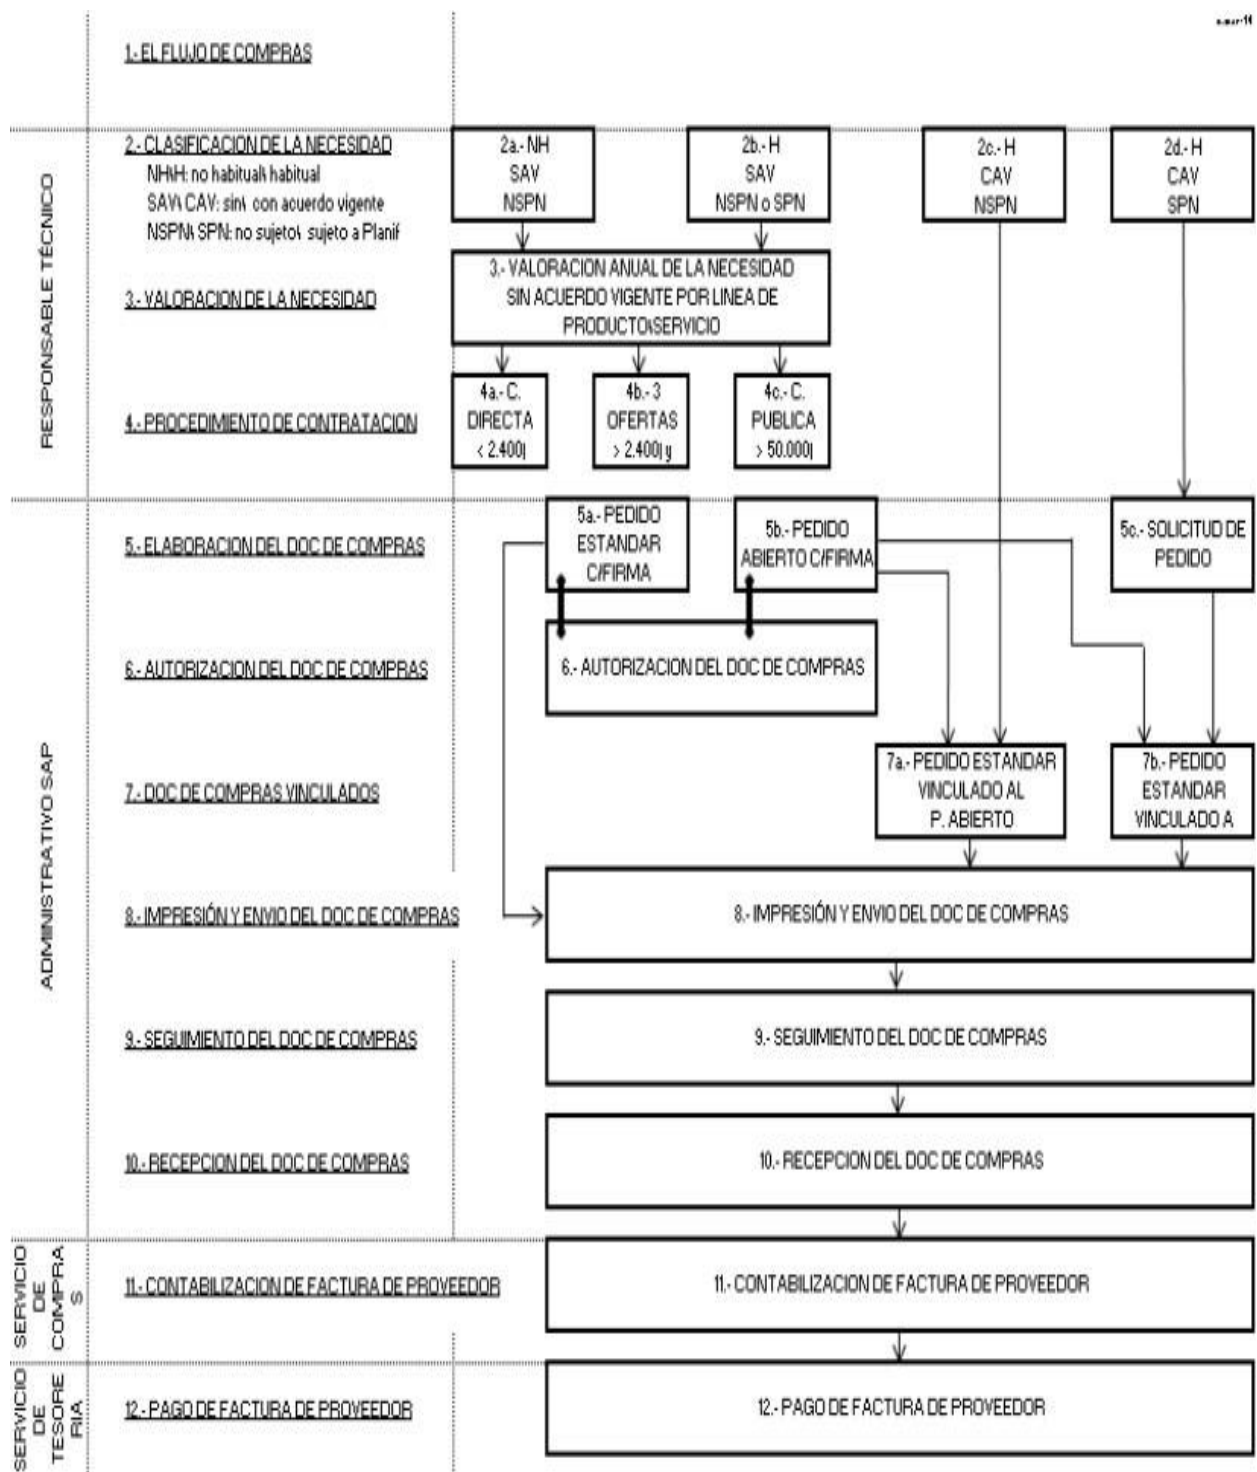 1.- EL FLUJO DE COMPRAS
RESPONSABLE TÉCNICO
2.- CLASIFICACION DE LA NECESIDAD
NH\H: no habitual\ habitual
SAV\ CAV: sin\ con acuerdo vigente
NSPN\ SPN: no sujeto\ sujeto a Planif
2a.- NH
SAV
NSPN
2b.- H
SAV
NSPN o SPN
2c.- H
CAV
NSPN
2d.- H
CAV
SPN
3.- VALORACION DE LA NECESIDAD
3.- VALORACION ANUAL DE LA NECESIDAD
SIN ACUERDO VIGENTE POR LINEA DE
PRODUCTO\SERVICIO
4.- PROCEDIMIENTO DE CONTRATACION
4a.- C.
DIRECTA
< 2.400|
4b.- 3
OFERTAS
> 2.400| y
4c.- C.
PUBLICA
> 50.000|
ADMINISTRATIVO SAP
5.- ELABORACION DEL DOC DE COMPRAS
5a.- PEDIDO
ESTANDAR
C/FIRMA
5b.- PEDIDO
ABIERTO C/FIRMA
5c.- SOLICITUD DE
PEDIDO
6.- AUTORIZACION DEL DOC DE COMPRAS
6.- AUTORIZACION DEL DOC DE COMPRAS
7.- DOC DE COMPRAS VINCULADOS
7a.- PEDIDO ESTANDAR
VINCULADO AL
P. ABIERTO
7b.- PEDIDO
ESTANDAR
VINCULADO A
8.- IMPRESIÓN Y ENVIO DEL DOC DE COMPRAS
8.- IMPRESIÓN Y ENVIO DEL DOC DE COMPRAS
9.- SEGUIMIENTO DEL DOC DE COMPRAS
9.- SEGUIMIENTO DEL DOC DE COMPRAS
10.- RECEPCION DEL DOC DE COMPRAS
10.- RECEPCION DEL DOC DE COMPRAS
SERVICIO
DE
COMPRA
S
11.- CONTABILIZACION DE FACTURA DE PROVEEDOR
11.- CONTABILIZACION DE FACTURA DE PROVEEDOR
SERVICIO
DE
TESORE
RIA
12.- PAGO DE FACTURA DE PROVEEDOR
12.- PAGO DE FACTURA DE PROVEEDOR